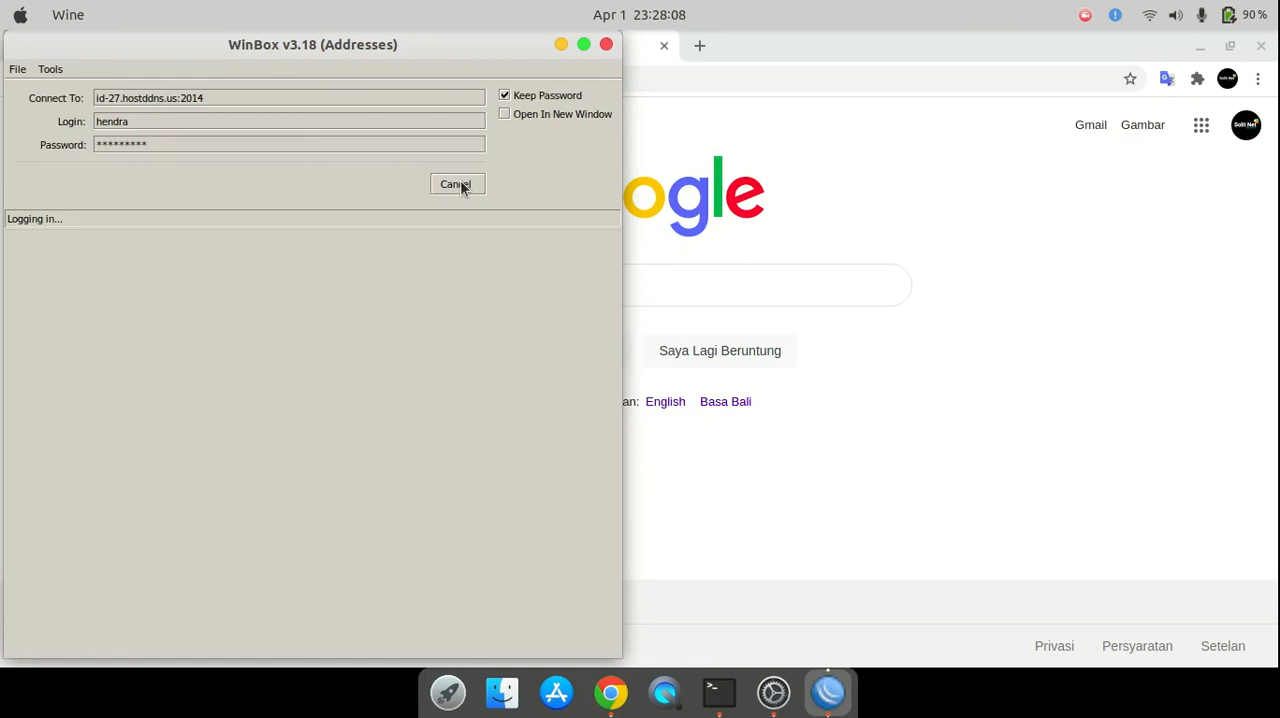 Wine
Apr 1 23:28:08
90 %
WinBox v3.18 (Addresses)
File Tools
Connect To: id-27.hostddns.us:2014
Keep Password
Open In New Window
Login: hendra
Password: *********
Cancel
Logging in...
Gmail Gambar
Solit Net
ogle
Saya Lagi Beruntung
an: English Basa Bali
Privasi Persyaratan Setelan